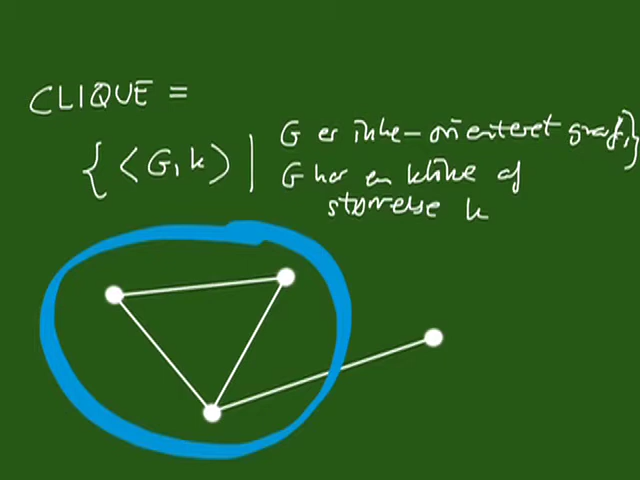 CLIQUE =
{ <G, k> | G er ikke-orienteret graf, }
G har en klike af
størrelse k